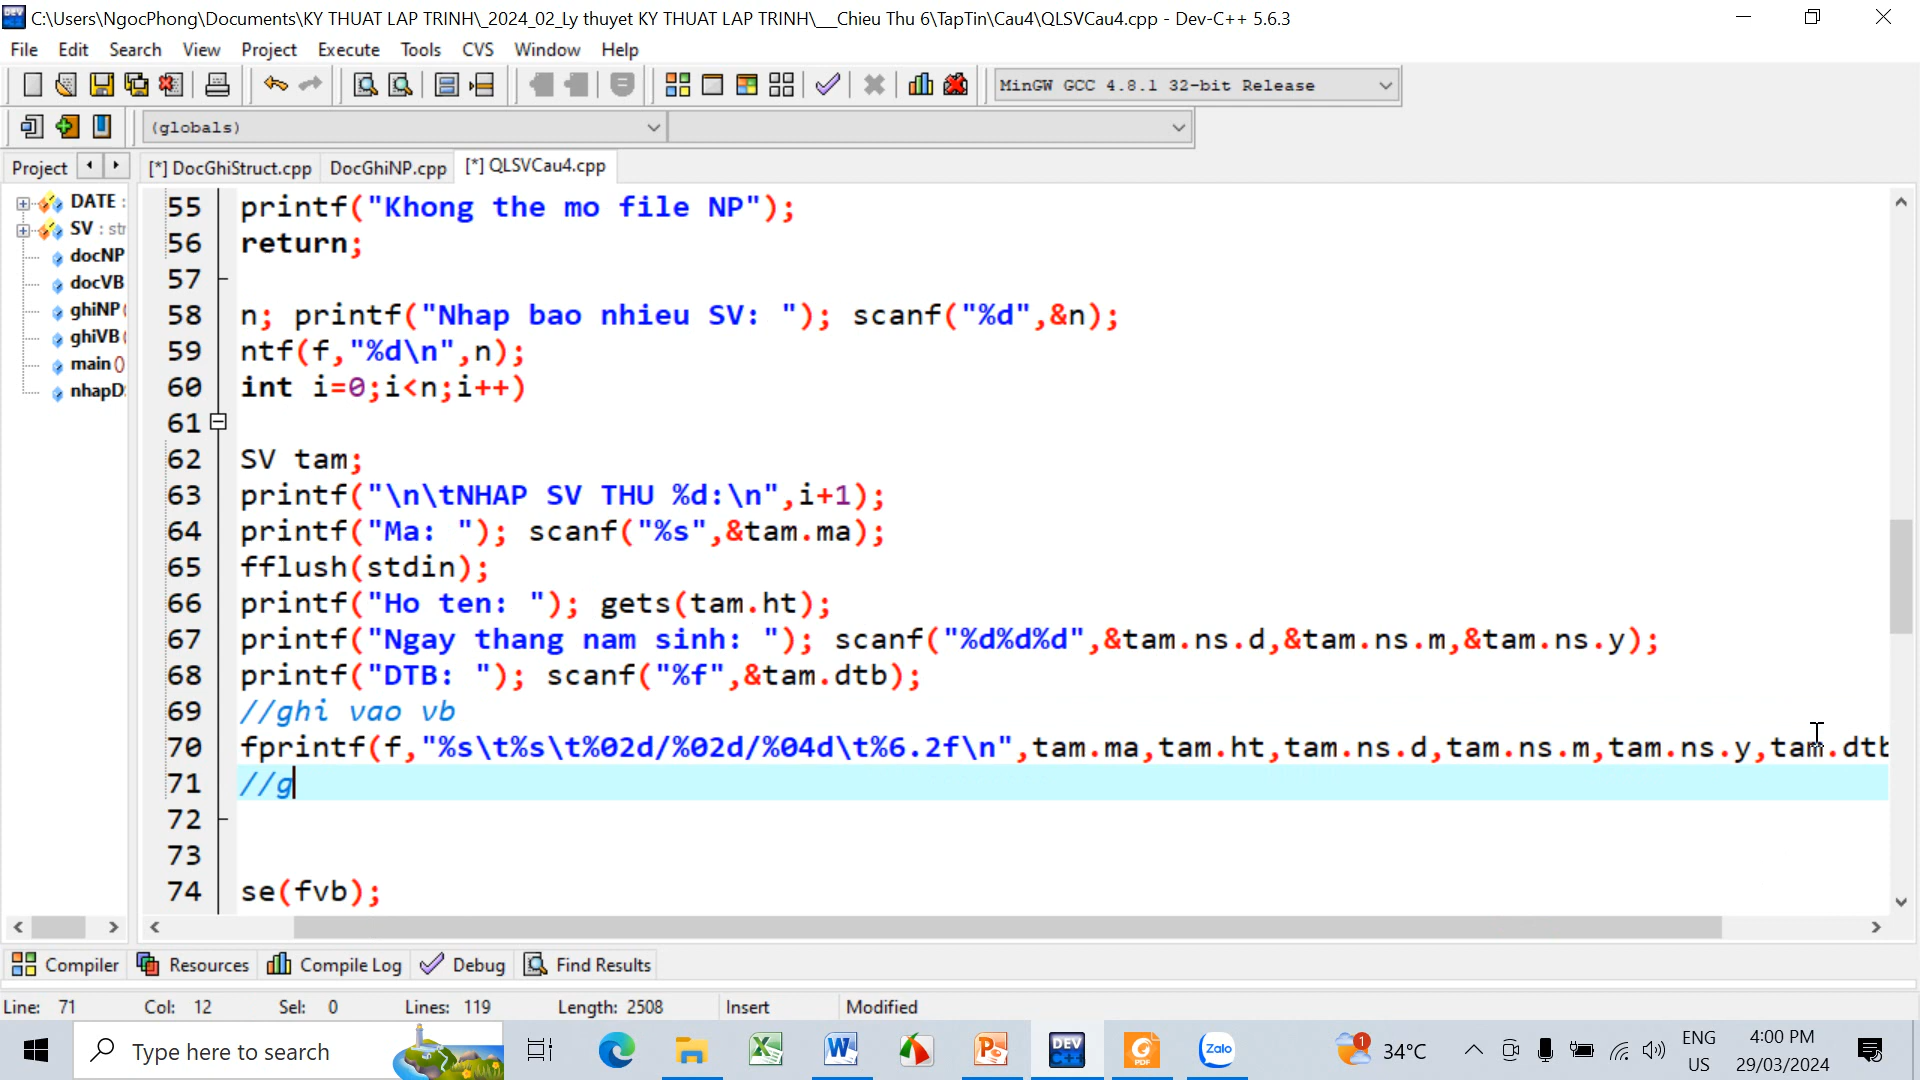 C:\Users\NgocPhong\Documents\KY THUAT LAP TRINH\_2024_02_Ly thuyet KY THUAT LAP TRINH\__Chieu Thu 6\TapTin\Cau4\QLSVCau4.cpp - Dev-C++ 5.6.3
File Edit Search View Project Execute Tools CVS Window Help
MinGW GCC 4.8.1 32-bit Release
(globals)
Project [*] DocGhiStruct.cpp DocGhiNP.cpp [*] QLSVCau4.cpp
DATE :
SV : str
docNP
docVB
ghiNP(
ghiVB(
main ()
nhapD
55 printf("Khong the mo file NP");
56 return;
57
58 n; printf("Nhap bao nhieu SV: "); scanf("%d",&n);
59 ntf(f,"%d\n",n);
60 int i=0;i<n;i++)
61
62 SV tam;
63 printf("\n\tNHAP SV THU %d:\n",i+1);
64 printf("Ma: "); scanf("%s",&tam.ma);
65 fflush(stdin);
66 printf("Ho ten: "); gets(tam.ht);
67 printf("Ngay thang nam sinh: "); scanf("%d%d%d",&tam.ns.d,&tam.ns.m,&tam.ns.y);
68 printf("DTB: "); scanf("%f",&tam.dtb);
69 //ghi vao vb
70 fprintf(f,"%s\t%s\t%02d/%02d/%04d\t%6.2f\n",tam.ma,tam.ht,tam.ns.d,tam.ns.m,tam.ns.y,tam.dtb
71 //g
72
73
74 se(fvb);
Compiler Resources Compile Log Debug Find Results
Line: 71 Col: 12 Sel: 0 Lines: 119 Length: 2508 Insert Modified
Type here to search
DEV C++
PDF
Zalo
1
34°C
ENG
US
4:00 PM
29/03/2024